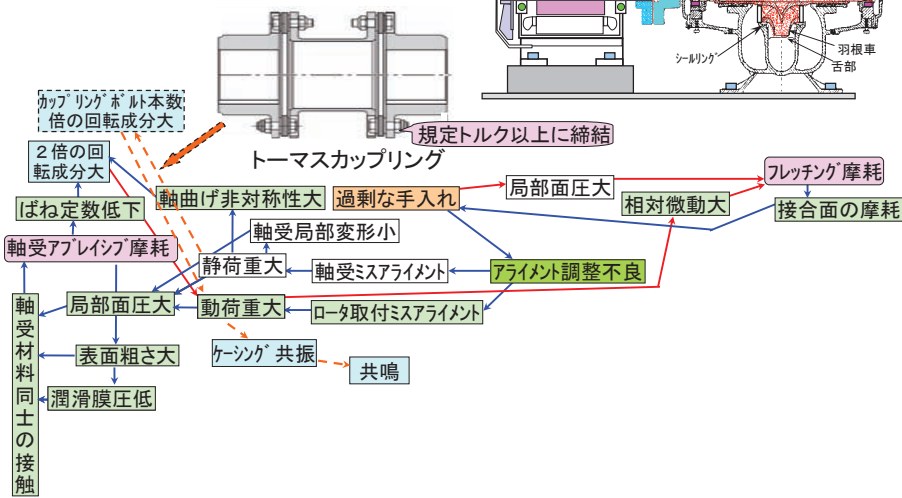 シールリング
羽根車
舌部
カップリングボルト本数
倍の回転成分大
規定トルク以上に締結
トーマスカップリング
2倍の回
転成分大
フレッチング摩耗
局部面圧大
軸曲げ非対称性大
過剰な手入れ
相対微動大
接合面の摩耗
ばね定数低下
軸受局部変形小
軸受アブレイシブ摩耗
静荷重大
軸受ミスアライメント
アライメント調整不良
局部面圧大
動荷重大
ロータ取付ミスアライメント
軸受材料同士の接触
表面粗さ大
ケーシング共振
共鳴
潤滑膜圧低